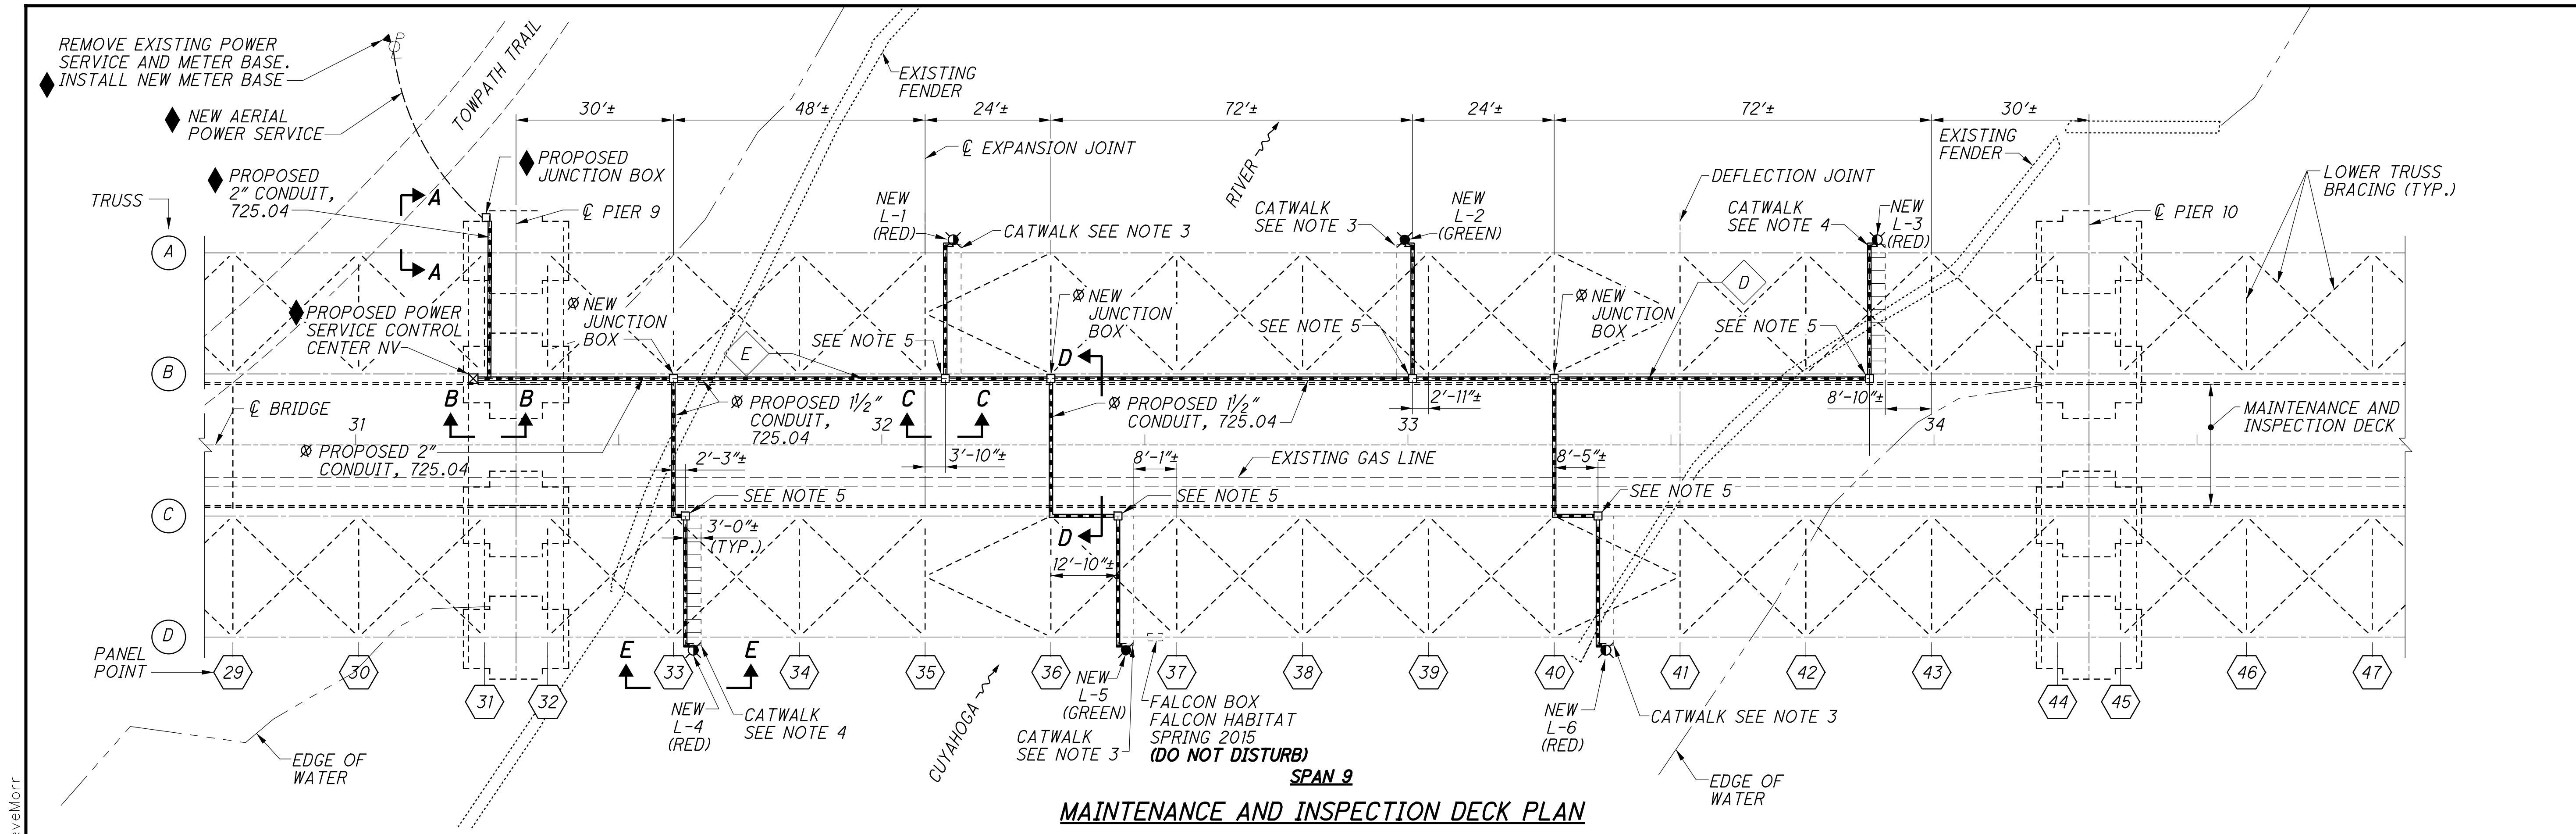 REMOVE EXISTING POWER
SERVICE AND METER BASE.
INSTALL NEW METER BASE
OP
NEW AERIAL
POWER SERVICE
TOWPATH TRAIL
EXISTING
FENDER
30'±
48'±
24'±
72'±
24'±
72'±
30'±
PROPOSED
JUNCTION BOX
PROPOSED
2" CONDUIT,
725.04
TRUSS
A
A
℄ PIER 9
℄ EXPANSION JOINT
RIVER
NEW
L-1
(RED)
CATWALK SEE NOTE 3
CATWALK
SEE NOTE 3
NEW
L-2
(GREEN)
DEFLECTION JOINT
CATWALK
SEE NOTE 4
NEW
L-3
(RED)
EXISTING
FENDER
℄ PIER 10
LOWER TRUSS
BRACING (TYP.)
A
B
C
D
PROPOSED POWER
SERVICE CONTROL
CENTER NV
NEW
JUNCTION
BOX
E
SEE NOTE 5
NEW
JUNCTION
BOX
D
SEE NOTE 5
NEW
JUNCTION
BOX
D
SEE NOTE 5
℄ BRIDGE
31
B
B
PROPOSED 2"
CONDUIT, 725.04
PROPOSED 1½"
CONDUIT,
725.04
32
C
C
3'-10"±
PROPOSED 1½"
CONDUIT, 725.04
2'-11"±
33
8'-10"±
34
MAINTENANCE AND
INSPECTION DECK
2'-3"±
SEE NOTE 5
3'-0"±
(TYP.)
8'-1"±
EXISTING GAS LINE
SEE NOTE 5
D
12'-10"±
8'-5"±
SEE NOTE 5
PANEL
POINT
29
30
31
32
33
34
35
36
37
38
39
40
41
42
43
44
45
46
47
E
E
NEW
L-4
(RED)
CATWALK
SEE NOTE 4
CUYAHOGA
NEW
L-5
(GREEN)
CATWALK
SEE NOTE 3
FALCON BOX
FALCON HABITAT
SPRING 2015
(DO NOT DISTURB)
NEW
L-6
(RED)
CATWALK SEE NOTE 3
EDGE OF
WATER
EDGE OF
WATER
SPAN 9
MAINTENANCE AND INSPECTION DECK PLAN
eveMorr